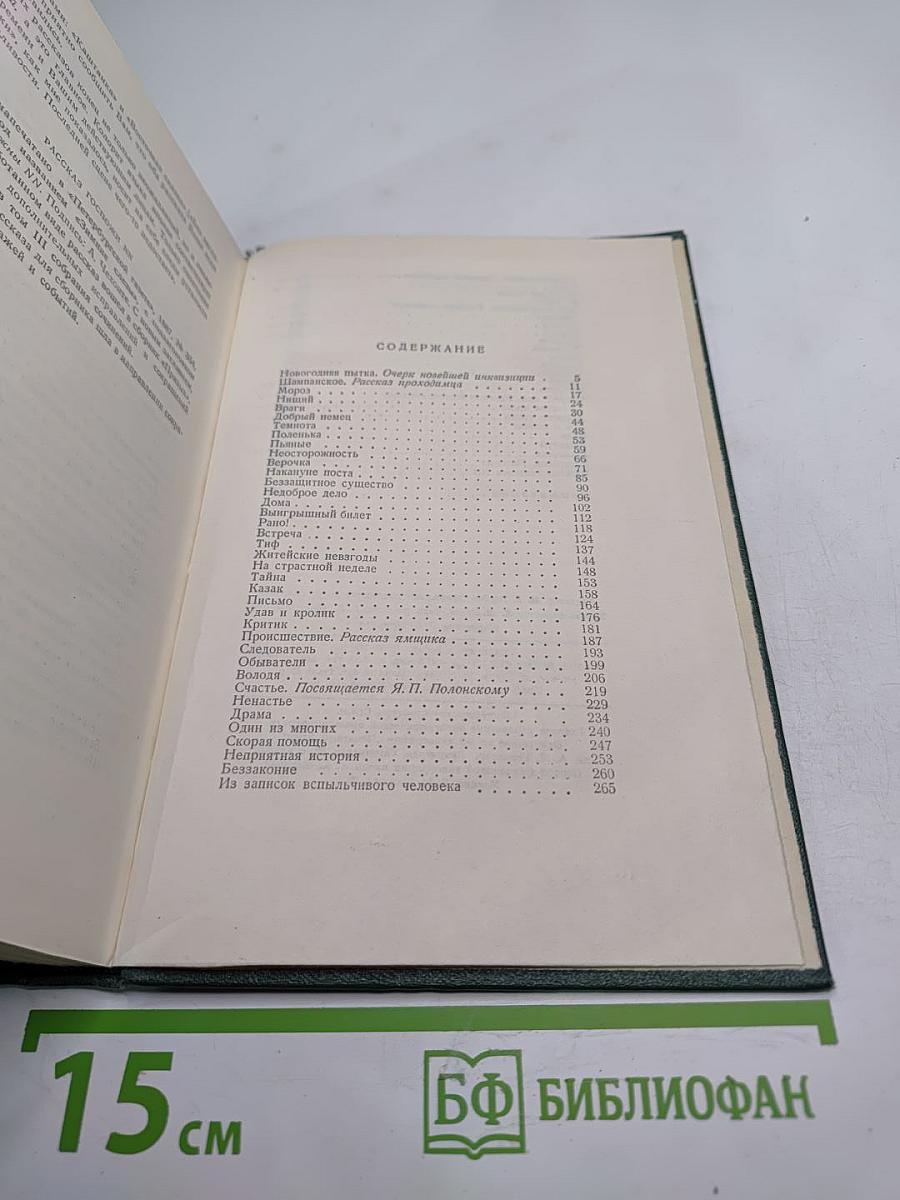 РАССКАЗ ГОСПОЖИ NN
СОДЕРЖАНИЕ
Новогодняя пытка. Очерк новейшей инквизиции . 5
Шампанское. Рассказ проходимца . . . . . . . 11
Мороз . . . . . . . 17
Нищий . . . . . . . 24
Враги . . . . . . . 30
Добрый немец . . . . . . . 44
Темнота . . . . . . . 48
Поленька . . . . . . . 53
Пьяные . . . . . . . 59
Неосторожность . . . . . . . 66
Верочка . . . . . . . 71
Накануне поста . . . . . . . 85
Беззащитное существо . . . . . . . 90
Недоброе дело . . . . . . . 96
Дома . . . . . . . 102
Выигрышный билет . . . . . . . 112
Рано! . . . . . . . 118
Встреча . . . . . . . 124
Тиф . . . . . . . 137
Житейские невзгоды . . . . . . . 144
На страстной неделе . . . . . . . 148
Тайна . . . . . . . 153
Казак . . . . . . . 158
Письмо . . . . . . . 164
Удав и кролик . . . . . . . 176
Критик . . . . . . . 181
Происшествие. Рассказ ямщика . . . . . . . 187
Следователь . . . . . . . 193
Обыватели . . . . . . . 199
Володя . . . . . . . 206
Счастье. Посвящается Я. П. Полонскому . . . . 219
Ненастье . . . . . . . 229
Драма . . . . . . . 234
Один из многих . . . . . . . 240
Скорая помощь . . . . . . . 247
Неприятная история . . . . . . . 253
Беззаконие . . . . . . . 260
Из записок вспыльчивого человека . . . . . . . 265
15 см
БФ БИБЛИОФАН